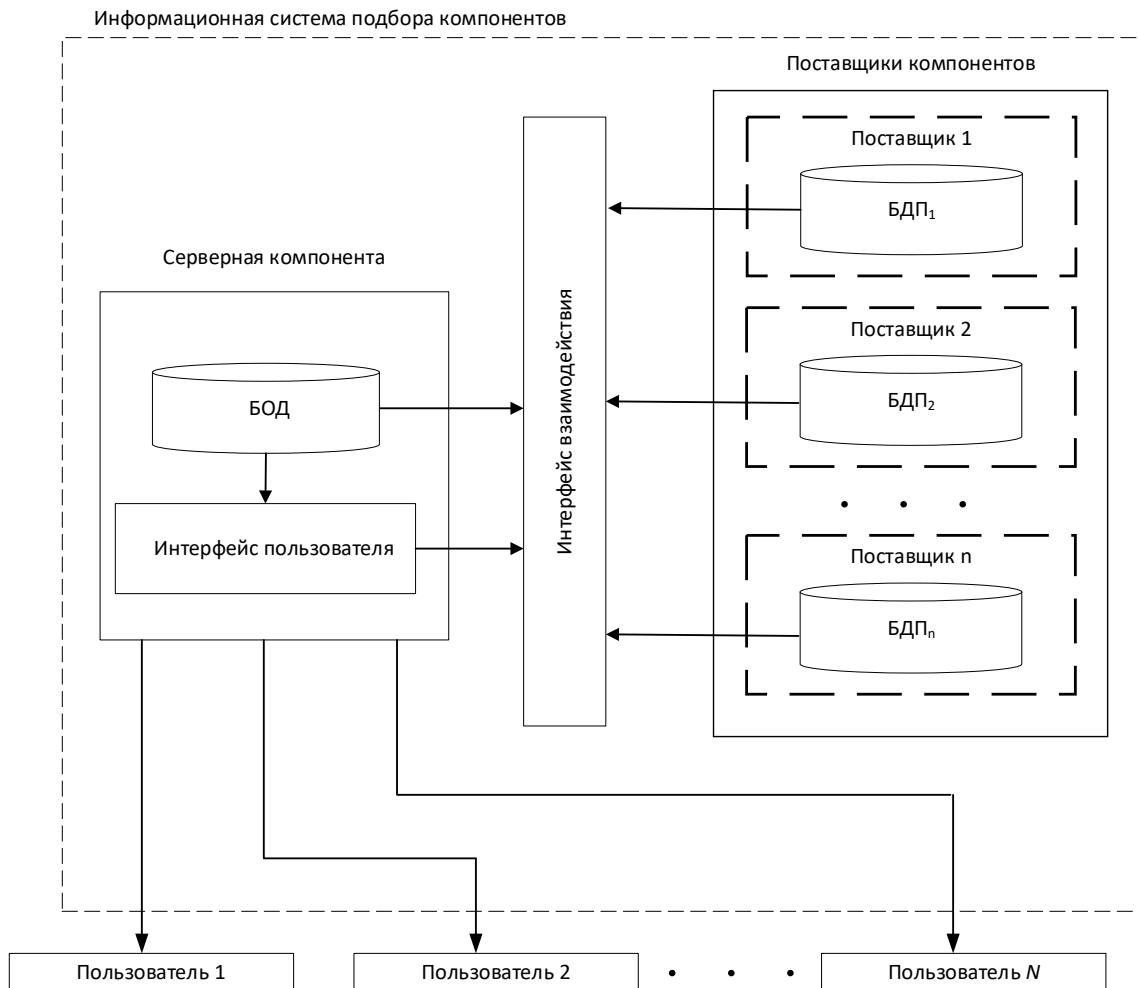 Информационная система подбора компонентов
Поставщики компонентов
Поставщик 1
БДП₁
Серверная компонента
Интерфейс взаимодействия
Поставщик 2
БДП₂
БОД
Интерфейс пользователя
Поставщик n
БДПₙ
Пользователь 1
Пользователь 2
Пользователь N